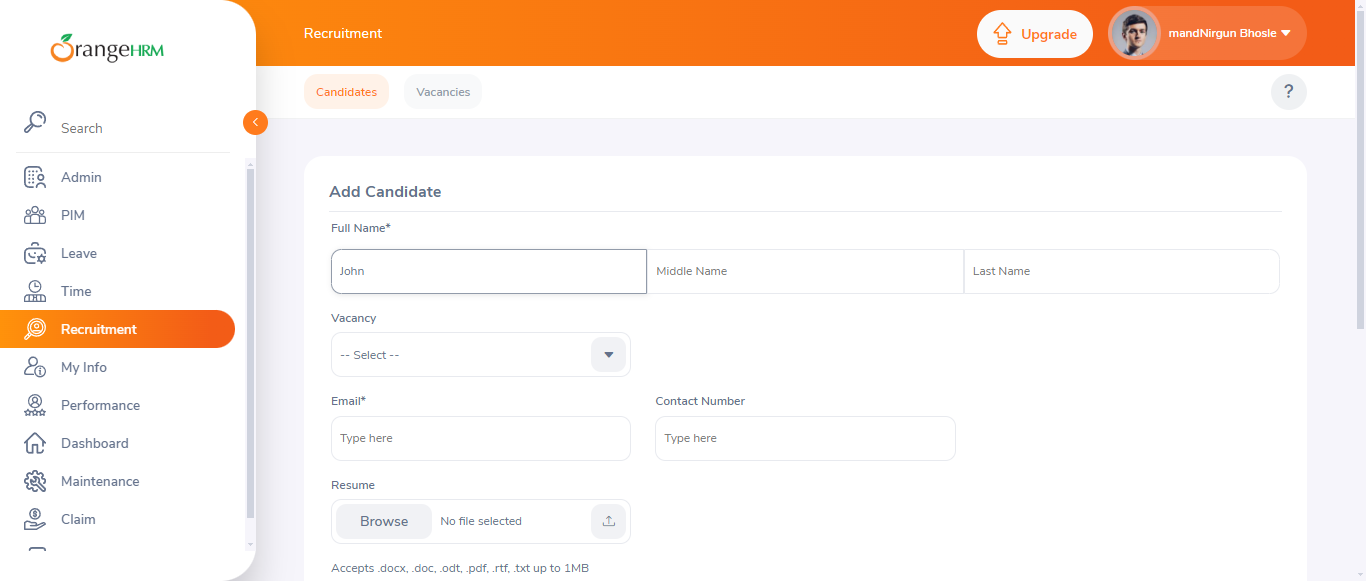 OrangeHRM
Recruitment
Upgrade
mandNirgun Bhosle
Candidates
Vacancies
?
Search
Admin
PIM
Leave
Time
Recruitment
My Info
Performance
Dashboard
Maintenance
Claim
Add Candidate
Full Name*
John
Middle Name
Last Name
Vacancy
-- Select --
Email*
Contact Number
Type here
Type here
Resume
Browse
No file selected
Accepts .docx, .doc, .odt, .pdf, .rtf, .txt up to 1MB